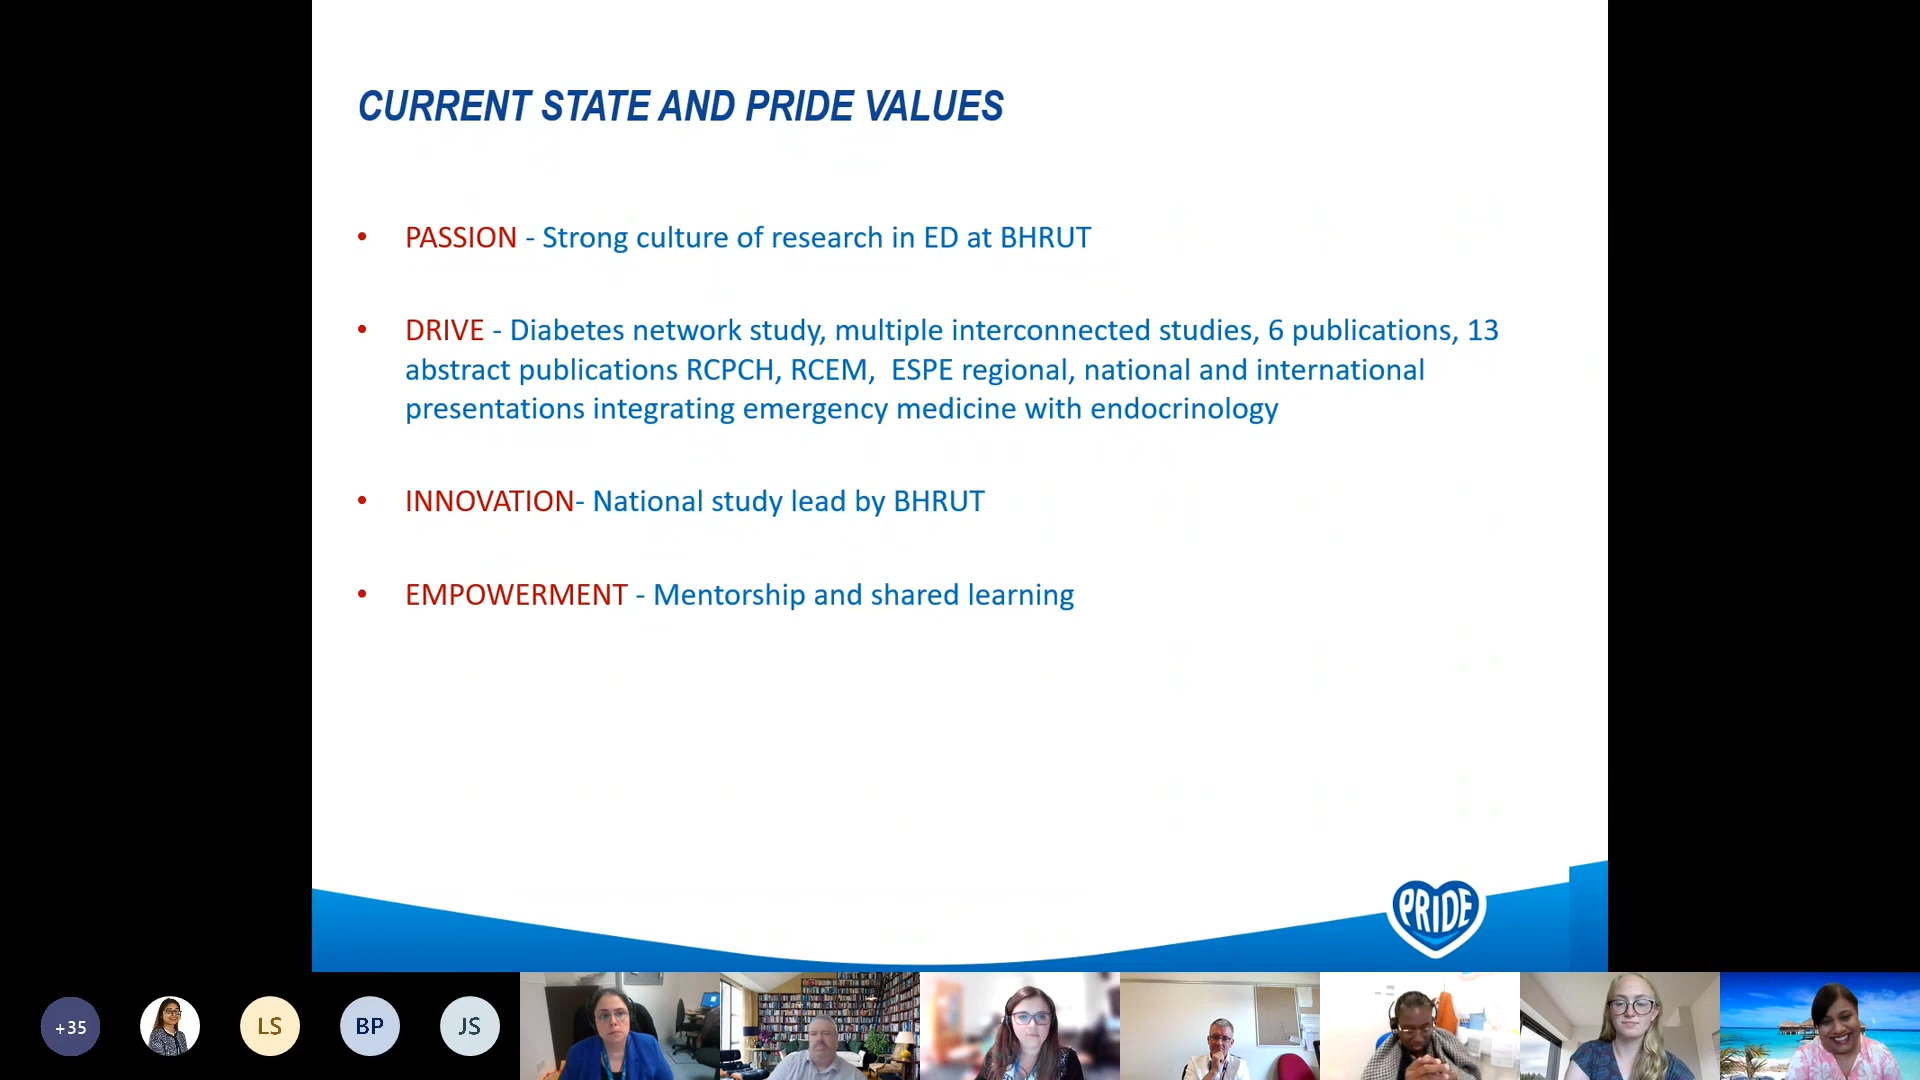 CURRENT STATE AND PRIDE VALUES
• PASSION - Strong culture of research in ED at BHRUT
• DRIVE - Diabetes network study, multiple interconnected studies, 6 publications, 13
abstract publications RCPCH, RCEM, ESPE regional, national and international
presentations integrating emergency medicine with endocrinology
• INNOVATION- National study lead by BHRUT
• EMPOWERMENT - Mentorship and shared learning
PRIDE
+35
LS
BP
JS